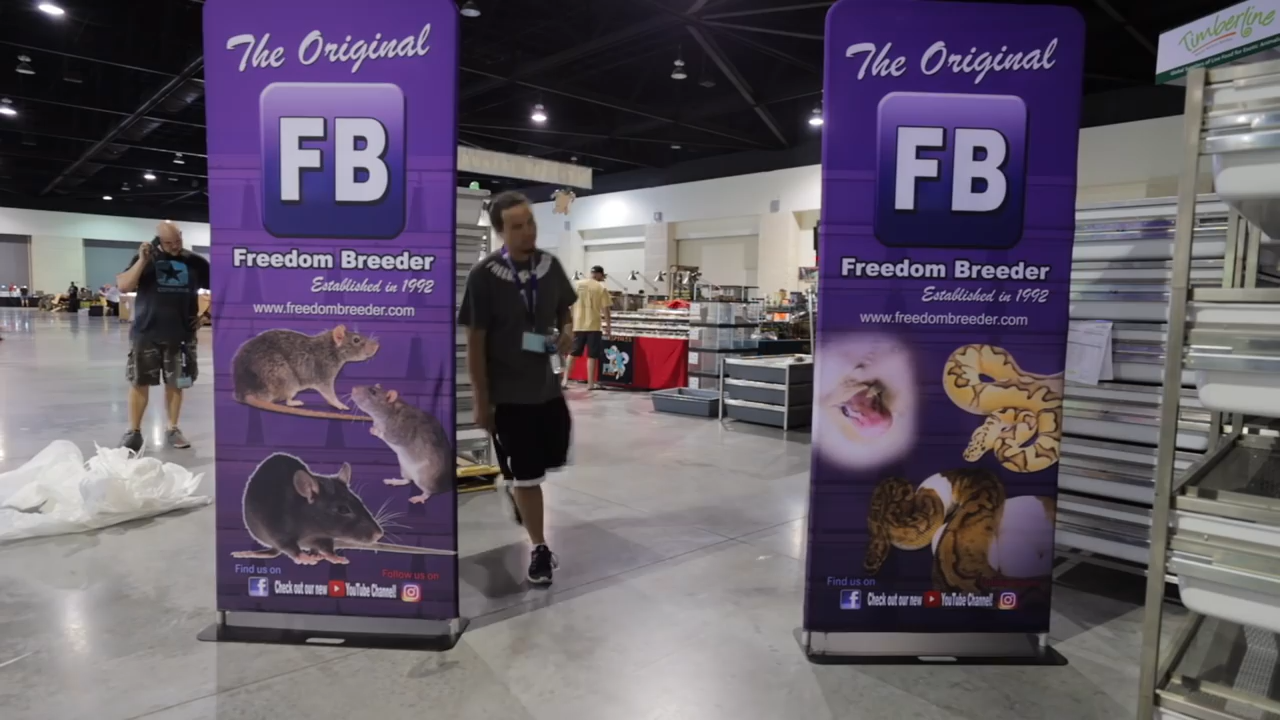 The Original
FB
Freedom Breeder
Established in 1992
www.freedombreeder.com
Find us on
Follow us on
Check out our new YouTube Channel!
The Original
FB
Freedom Breeder
Established in 1992
www.freedombreeder.com
Find us on
Check out our new YouTube Channel!
Timberline